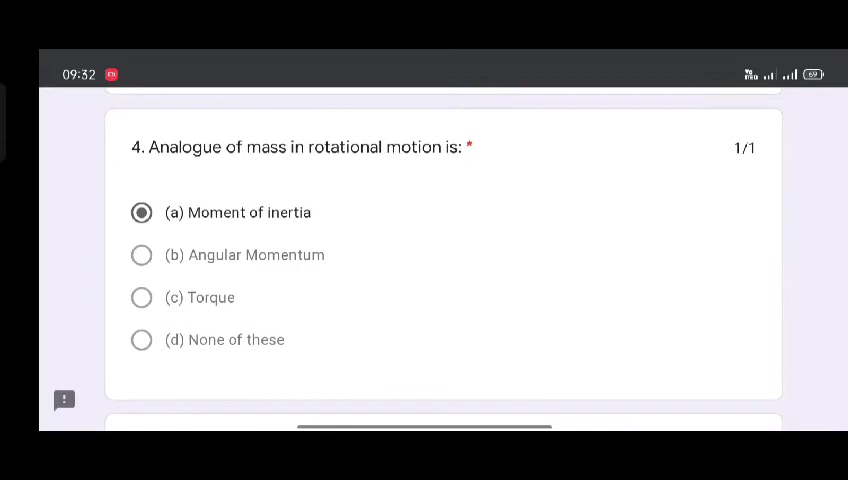 09:32
69
4. Analogue of mass in rotational motion is: *
1/1
(a) Moment of inertia
(b) Angular Momentum
(c) Torque
(d) None of these
!